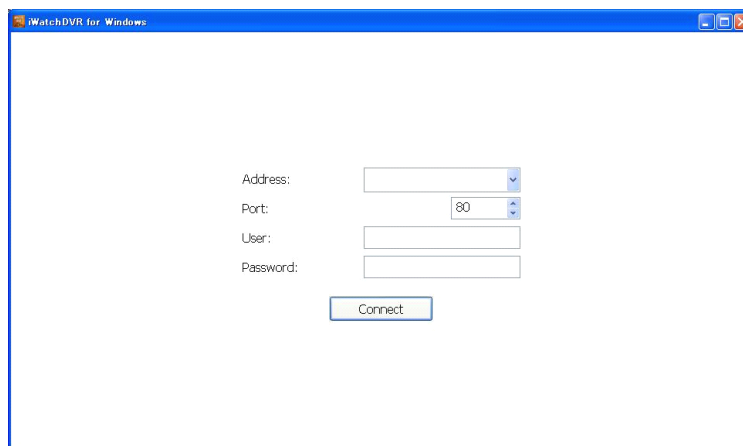 iWatchDVR for Windows
Address:
Port: 80
User:
Password:
Connect